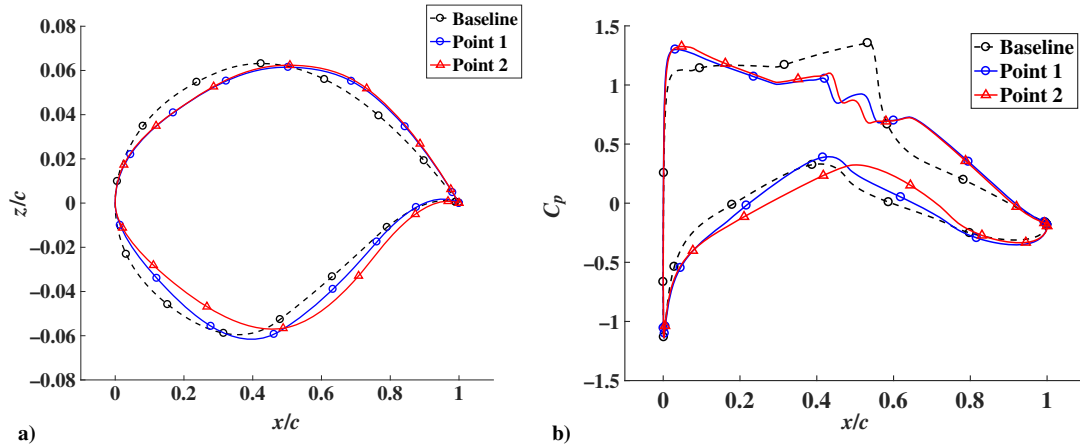 a)
0.08
0.06
0.04
0.02
0
−0.02
−0.04
−0.06
−0.08
z/c
0 0.2 0.4 0.6 0.8 1
x/c
Baseline
Point 1
Point 2
b)
1.5
1
0.5
0
−0.5
−1
−1.5
Cp
0 0.2 0.4 0.6 0.8 1
x/c
Baseline
Point 1
Point 2